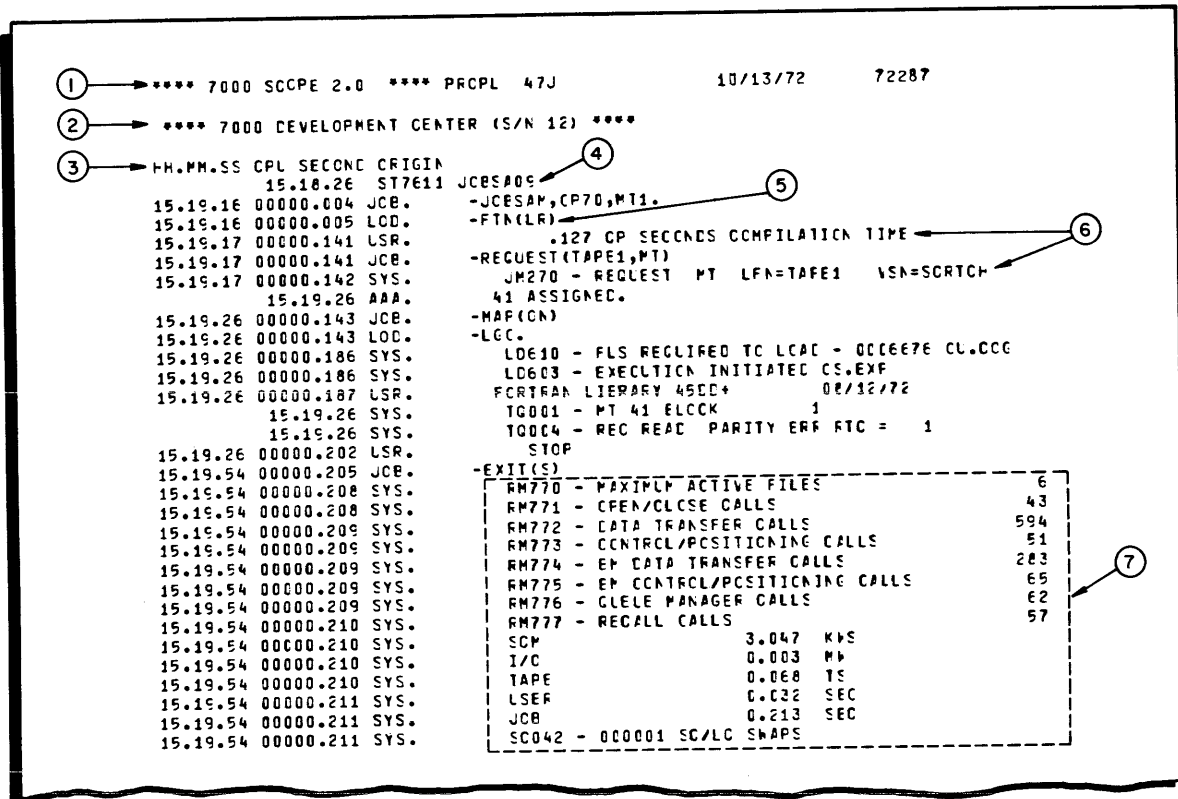 ① **** 7000 SCOPE 2.0 **** PROPL 47J 10/13/72 72287
② **** 7000 DEVELOPMENT CENTER (S/N 12) ****
③ HH.MM.SS CPU SECOND ORIGIN
④
15.18.26 ST7611 JOBSA09
⑤
15.19.16 00000.004 JOB. -JOBSAM,CP70,MT1.
15.19.16 00000.005 LOD. -FTN(LR)
15.19.17 00000.141 USR. .127 CP SECONDS COMPILATION TIME ⑥
15.19.17 00000.141 JOB. -REQUEST(TAPE1,MT)
15.19.17 00000.142 SYS. JM270 - REQUEST MT LFN=TAPE1 VSN=SCRTCH
15.19.26 AAA. 41 ASSIGNED.
15.19.26 00000.143 JOB. -MAP(ON)
15.19.26 00000.143 LOD. -LGO.
15.19.26 00000.186 SYS. LD610 - FLS REQUIRED TO LOAD -
15.19.26 00000.186 SYS. LD603 - EXECUTION INITIATED
15.19.26 00000.187 USR. FORTRAN LIBRARY 08/12/72
15.19.26 SYS. TG001 - MT 41 BLOCK 1
15.19.26 SYS. TG004 - REC READ PARITY ERR RTC = 1
15.19.26 00000.202 USR. STOP
15.19.54 00000.205 JOB. -EXIT(S)
15.19.54 00000.208 SYS. RM770 - MAXIMUM ACTIVE FILES 6
15.19.54 00000.208 SYS. RM771 - OPEN/CLOSE CALLS 43
15.19.54 00000.209 SYS. RM772 - DATA TRANSFER CALLS 594
15.19.54 00000.209 SYS. RM773 - CONTROL/POSITIONING CALLS 51
15.19.54 00000.209 SYS. RM774 - BM DATA TRANSFER CALLS 283
15.19.54 00000.209 SYS. RM775 - BM CONTROL/POSITIONING CALLS 65 ⑦
15.19.54 00000.209 SYS. RM776 - QUEUE MANAGER CALLS 62
15.19.54 00000.210 SYS. RM777 - RECALL CALLS 57
15.19.54 00000.210 SYS. SCM 3.047 KWS
15.19.54 00000.210 SYS. I/O 0.003 MW
15.19.54 00000.210 SYS. TAPE 0.068 TS
15.19.54 00000.211 SYS. USER 0.032 SEC
15.19.54 00000.211 SYS. JOB 0.213 SEC
15.19.54 00000.211 SYS. SC042 - 000001 SC/LC SWAPS